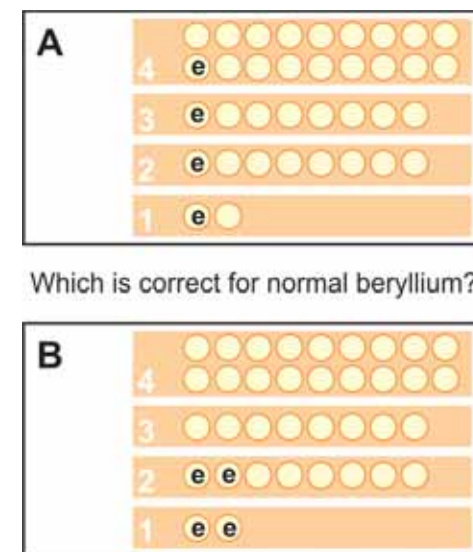 A
4 e
3 e
2 e
1 e
Which is correct for normal beryllium?
B
4
3
2 e e
1 e e